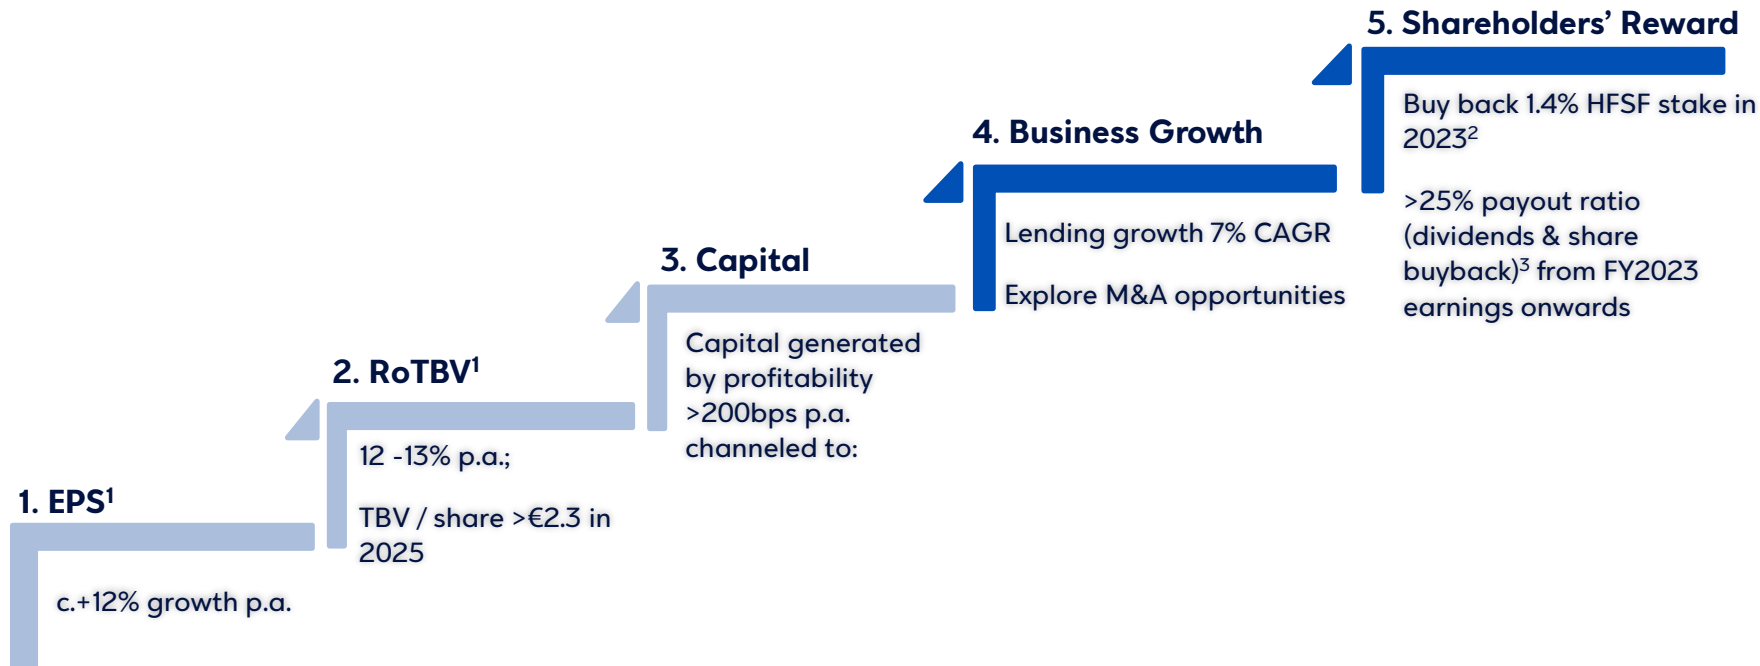 1. EPS¹
c.+12% growth p.a.
2. RoTBV¹
12 -13% p.a.;
TBV / share >€2.3 in
2025
3. Capital
Capital generated
by profitability
>200bps p.a.
channeled to:
4. Business Growth
Lending growth 7% CAGR
Explore M&A opportunities
5. Shareholders’ Reward
Buy back 1.4% HFSF stake in
2023²
>25% payout ratio
(dividends & share
buyback)³ from FY2023
earnings onwards